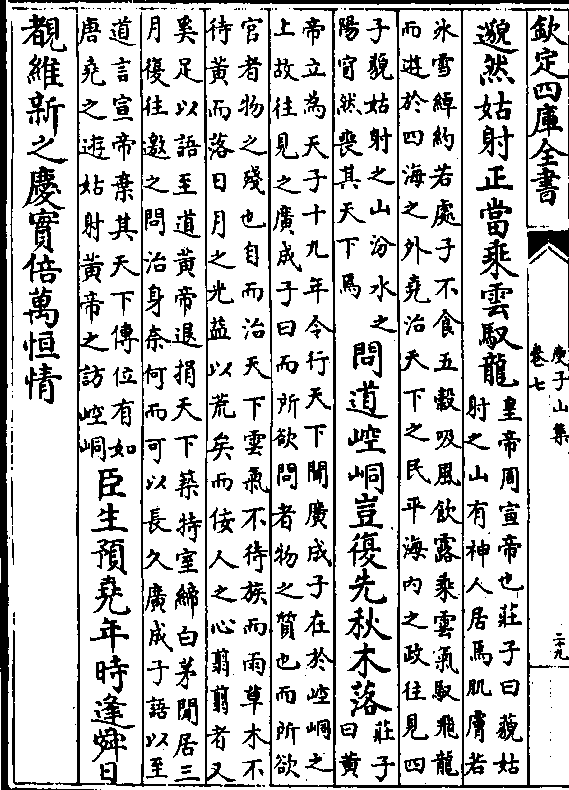 欽定四庫全書
庾子山集
卷七
二十九
邈然姑射正當乘雲馭龍
皇帝周宣帝也莊子曰藐姑
射之山有神人居焉肌膚若
氷雪綽約若處子不食五穀吸風飲露乘雲氣馭飛龍
而遊於四海之外堯治天下之民平海内之政往見四
子藐姑射之山汾水之
陽窅然喪其天下焉
問道崆峒豈復先秋木落
莊子
曰黄
帝立為天子十九年令行天下聞廣成子在於崆峒之
上故往見之廣成子曰而所欲問者物之質也而所欲
官者物之殘也自而治天下雲氣不待族而雨草木不
待黄而落日月之光益以荒矣而佞人之心翦翦者又
奚足以語至道黄帝退捐天下築特室締白茅閒居三
月復往邀之問治身奈何而可以長久廣成子語以至
道言宣帝棄其天下傳位有如
唐堯之遊姑射黄帝之訪崆峒
臣生預堯年時逢舜日
覩維新之慶實倍萬恒情